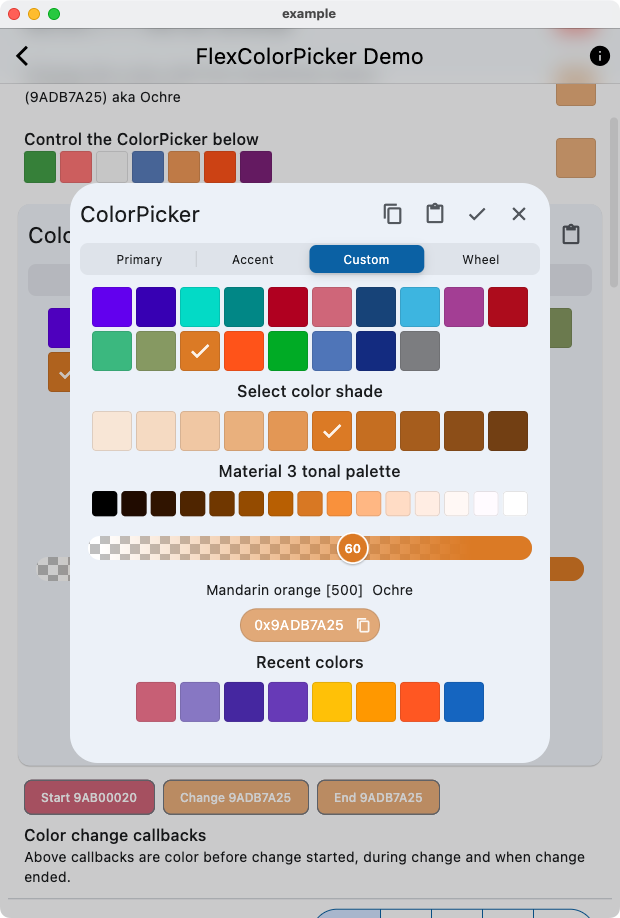 example
FlexColorPicker Demo
(9ADB7A25) aka Ochre
Control the ColorPicker below
Colo
ColorPicker
Primary
Accent
Custom
Wheel
Select color shade
Material 3 tonal palette
60
Mandarin orange [500] Ochre
0x9ADB7A25
Recent colors
Start 9AB00020
Change 9ADB7A25
End 9ADB7A25
Color change callbacks
Above callbacks are color before change started, during change and when change
ended.